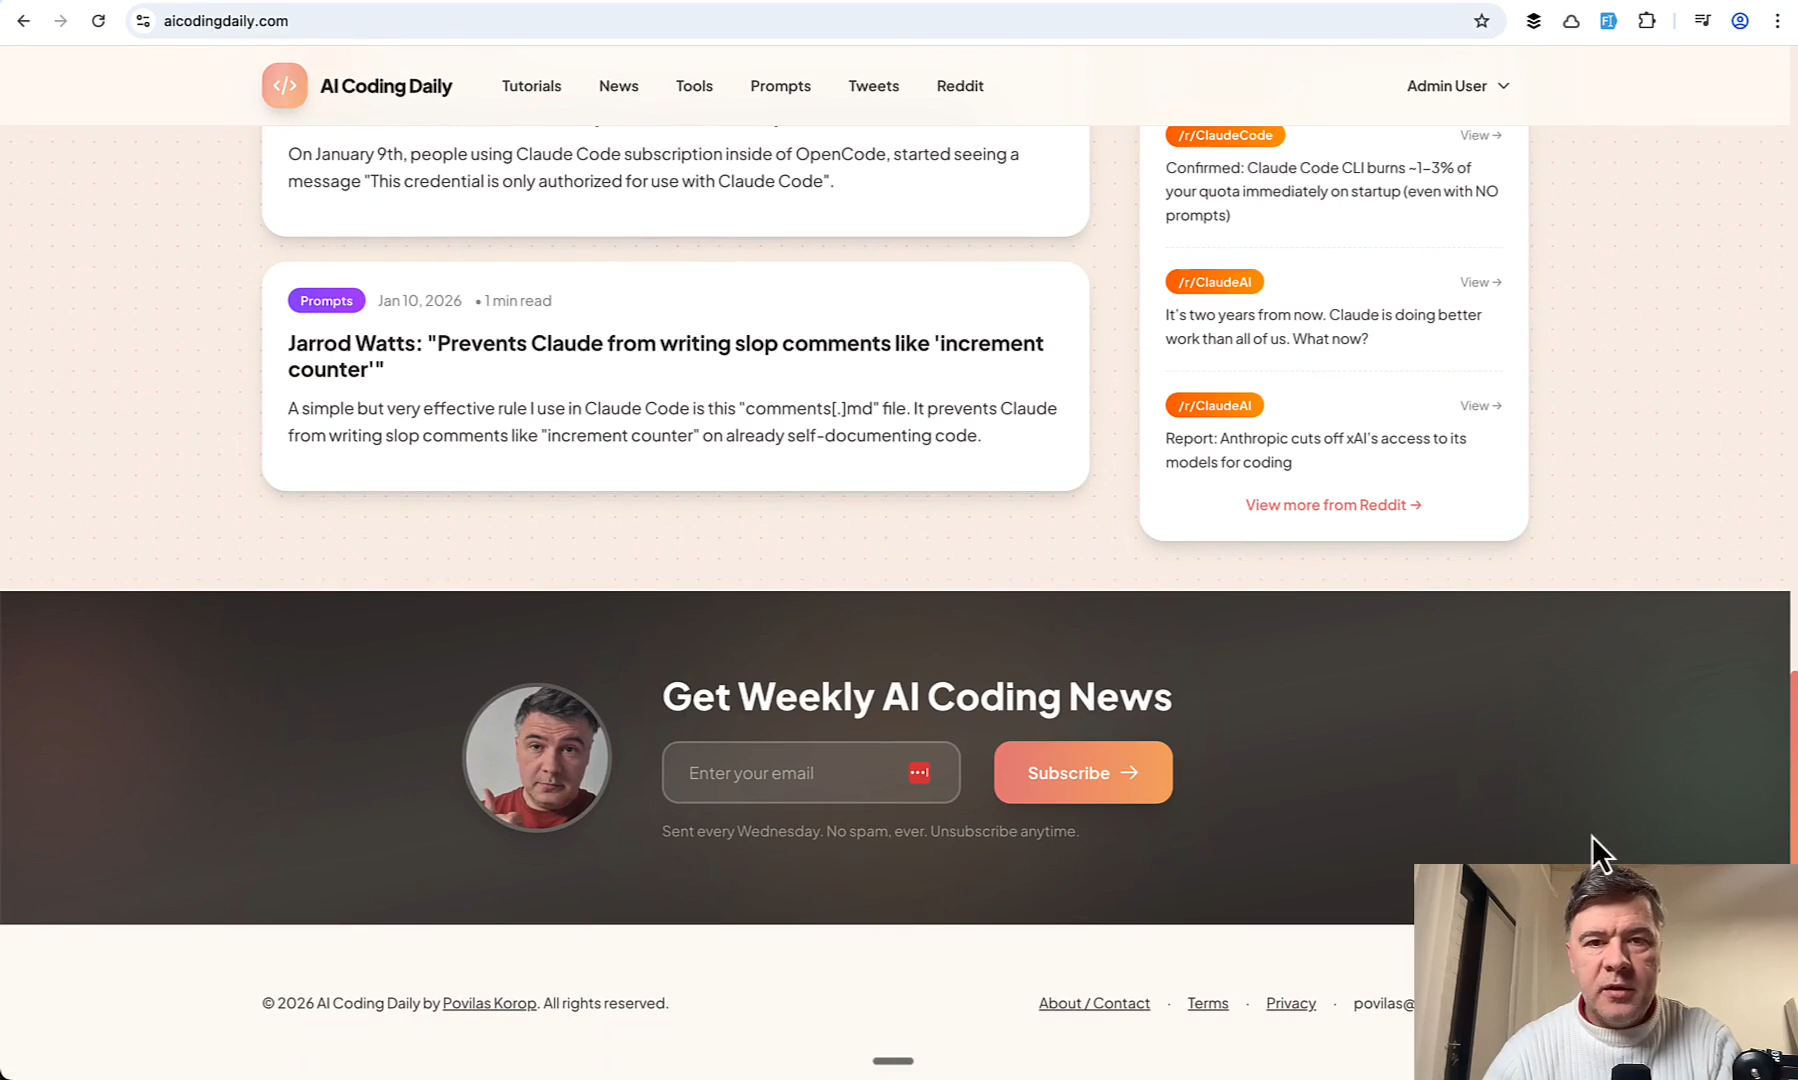 aicodingdaily.com
</>
AI Coding Daily
Tutorials
News
Tools
Prompts
Tweets
Reddit
Admin User
On January 9th, people using Claude Code subscription inside of OpenCode, started seeing a
message "This credential is only authorized for use with Claude Code".
Prompts
Jan 10, 2026
• 1 min read
Jarrod Watts: "Prevents Claude from writing slop comments like 'increment
counter'"
A simple but very effective rule I use in Claude Code is this "comments[.]md" file. It prevents Claude
from writing slop comments like "increment counter" on already self-documenting code.
/r/ClaudeCode
View →
Confirmed: Claude Code CLI burns ~1–3% of
your quota immediately on startup (even with NO
prompts)
/r/ClaudeAI
View →
It's two years from now. Claude is doing better
work than all of us. What now?
/r/ClaudeAI
View →
Report: Anthropic cuts off xAI's access to its
models for coding
View more from Reddit →
Get Weekly AI Coding News
Enter your email
Subscribe →
Sent every Wednesday. No spam, ever. Unsubscribe anytime.
© 2026 AI Coding Daily by Povilas Korop. All rights reserved.
About / Contact
·
Terms
·
Privacy
·
povilas@